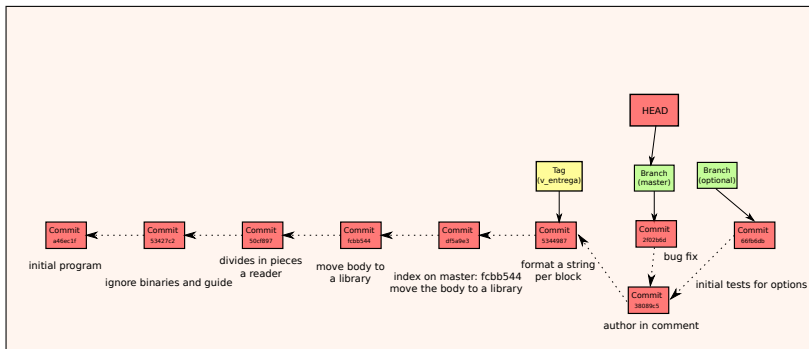 HEAD
Tag
(v_entrega)
Branch
(master)
Branch
(optional)
Commit
a46ec1f
Commit
53427c2
Commit
50cf897
Commit
fcbb544
Commit
df5a9e3
Commit
5344987
Commit
2f02b6d
Commit
66fb6db
initial program
ignore binaries and guide
divides in pieces
a reader
move body to
a library
index on master: fcbb544
move the body to a library
format a string
per block
bug fix
initial tests for options
Commit
38089c5
author in comment